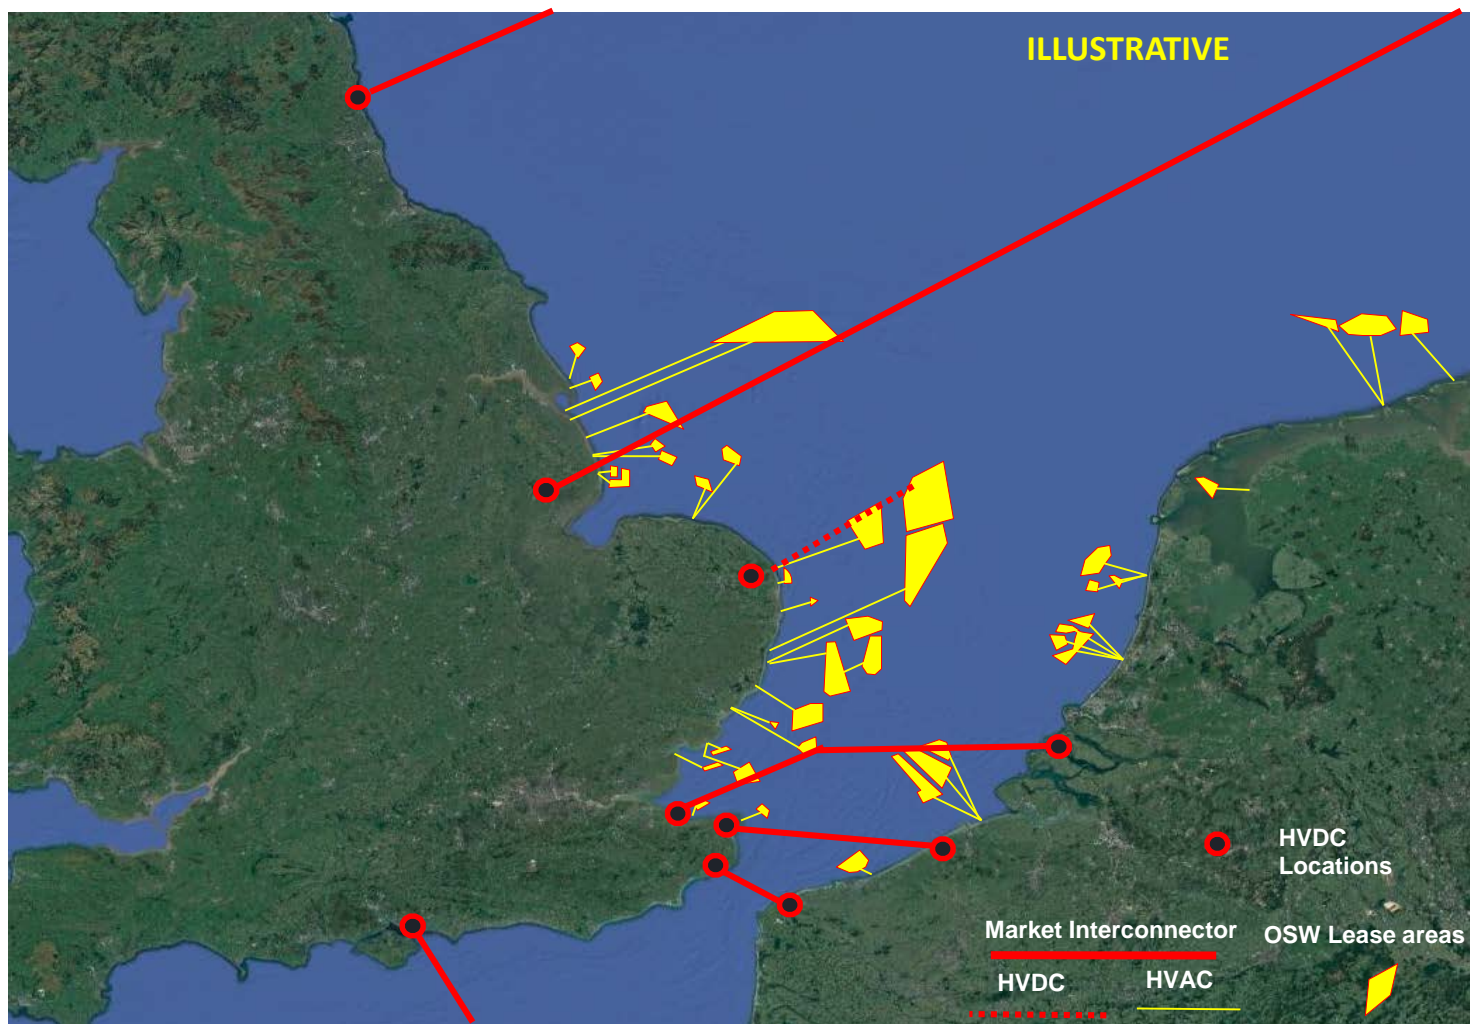 ILLUSTRATIVE
HVDC
Locations
Market Interconnector
OSW Lease areas
HVDC
HVAC